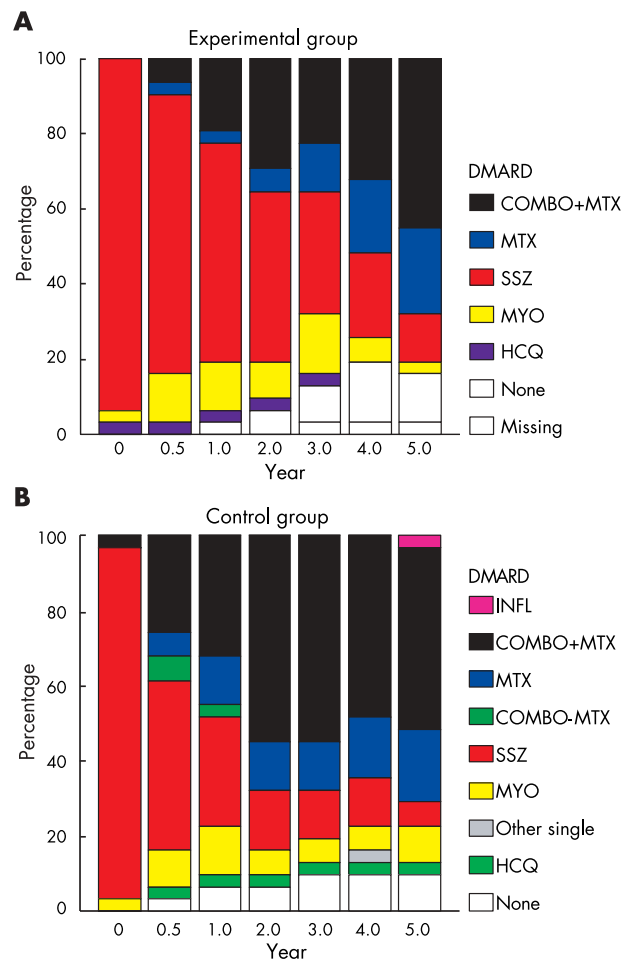 A
Experimental group
Percentage
100
80
60
40
20
0
0 0.5 1.0 2.0 3.0 4.0 5.0
Year
DMARD
COMBO+MTX
MTX
SSZ
MYO
HCQ
None
Missing
B
Control group
Percentage
100
80
60
40
20
0
0 0.5 1.0 2.0 3.0 4.0 5.0
Year
DMARD
INFL
COMBO+MTX
MTX
COMBO-MTX
SSZ
MYO
Other single
HCQ
None